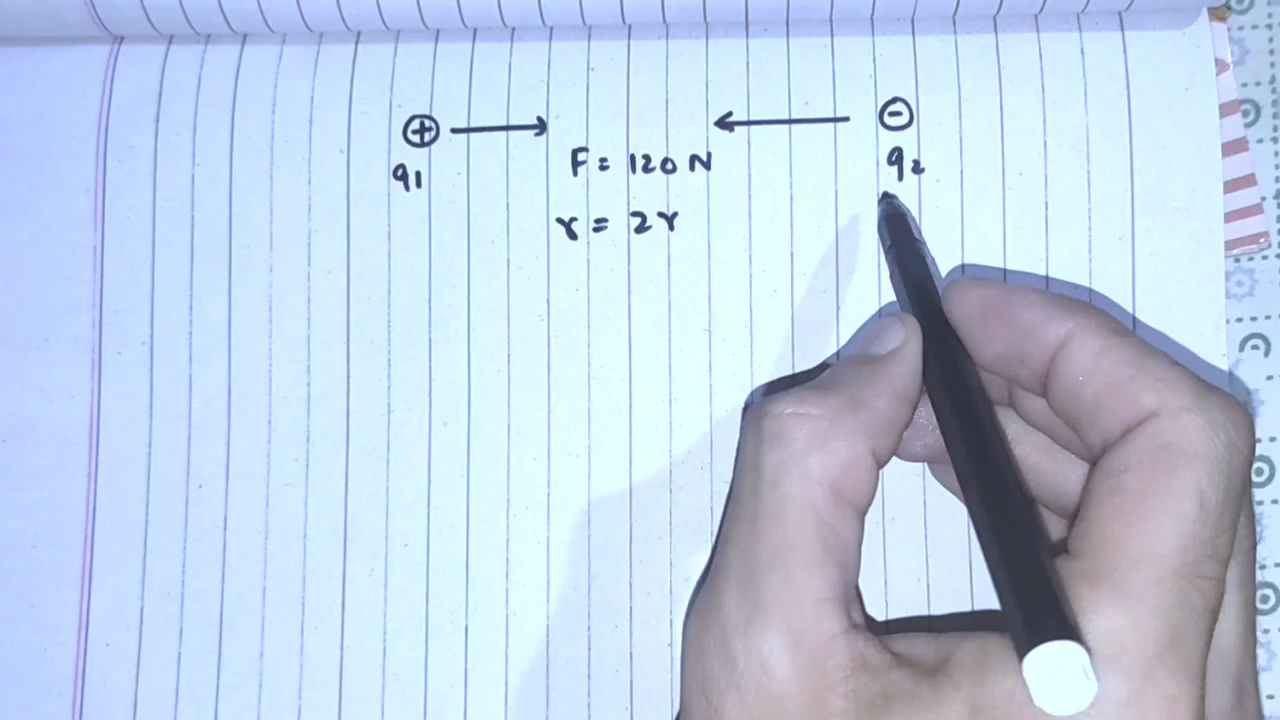 ⊕ → ← ⊖
q1 F = 120 N q2
r = 2r